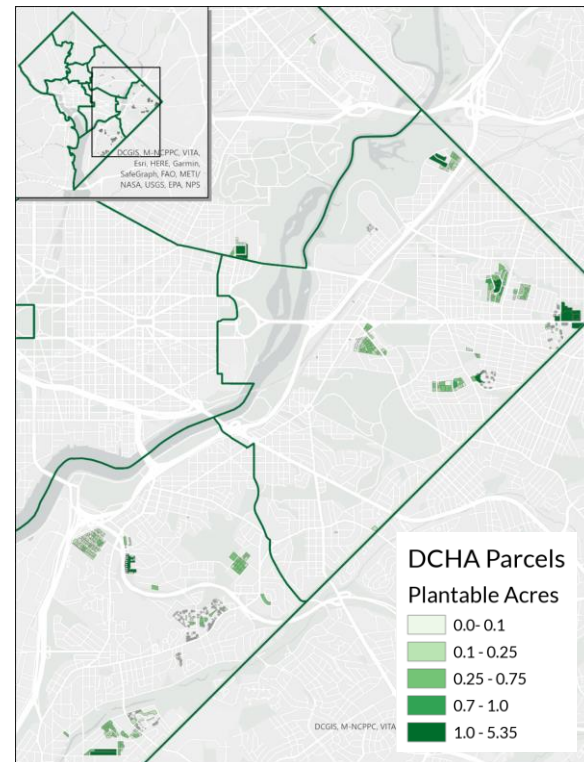 DCGIS, M-NCPPC, VITA,
Esri, HERE, Garmin,
SafeGraph, FAO, METI/
NASA, USGS, EPA, NPS
DCHA Parcels
Plantable Acres
0.0- 0.1
0.1 - 0.25
0.25 - 0.75
0.7 - 1.0
1.0 - 5.35
DCGIS, M-NCPPC, VITA